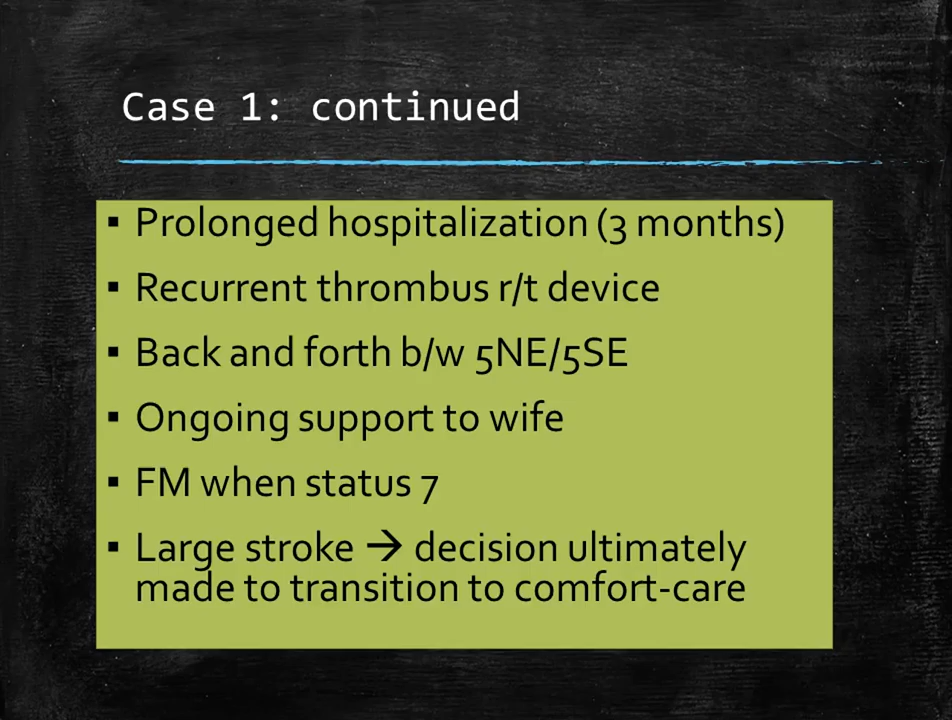 Case 1: continued
▪ Prolonged hospitalization (3 months)
▪ Recurrent thrombus r/t device
▪ Back and forth b/w 5NE/5SE
▪ Ongoing support to wife
▪ FM when status 7
▪ Large stroke → decision ultimately
made to transition to comfort-care